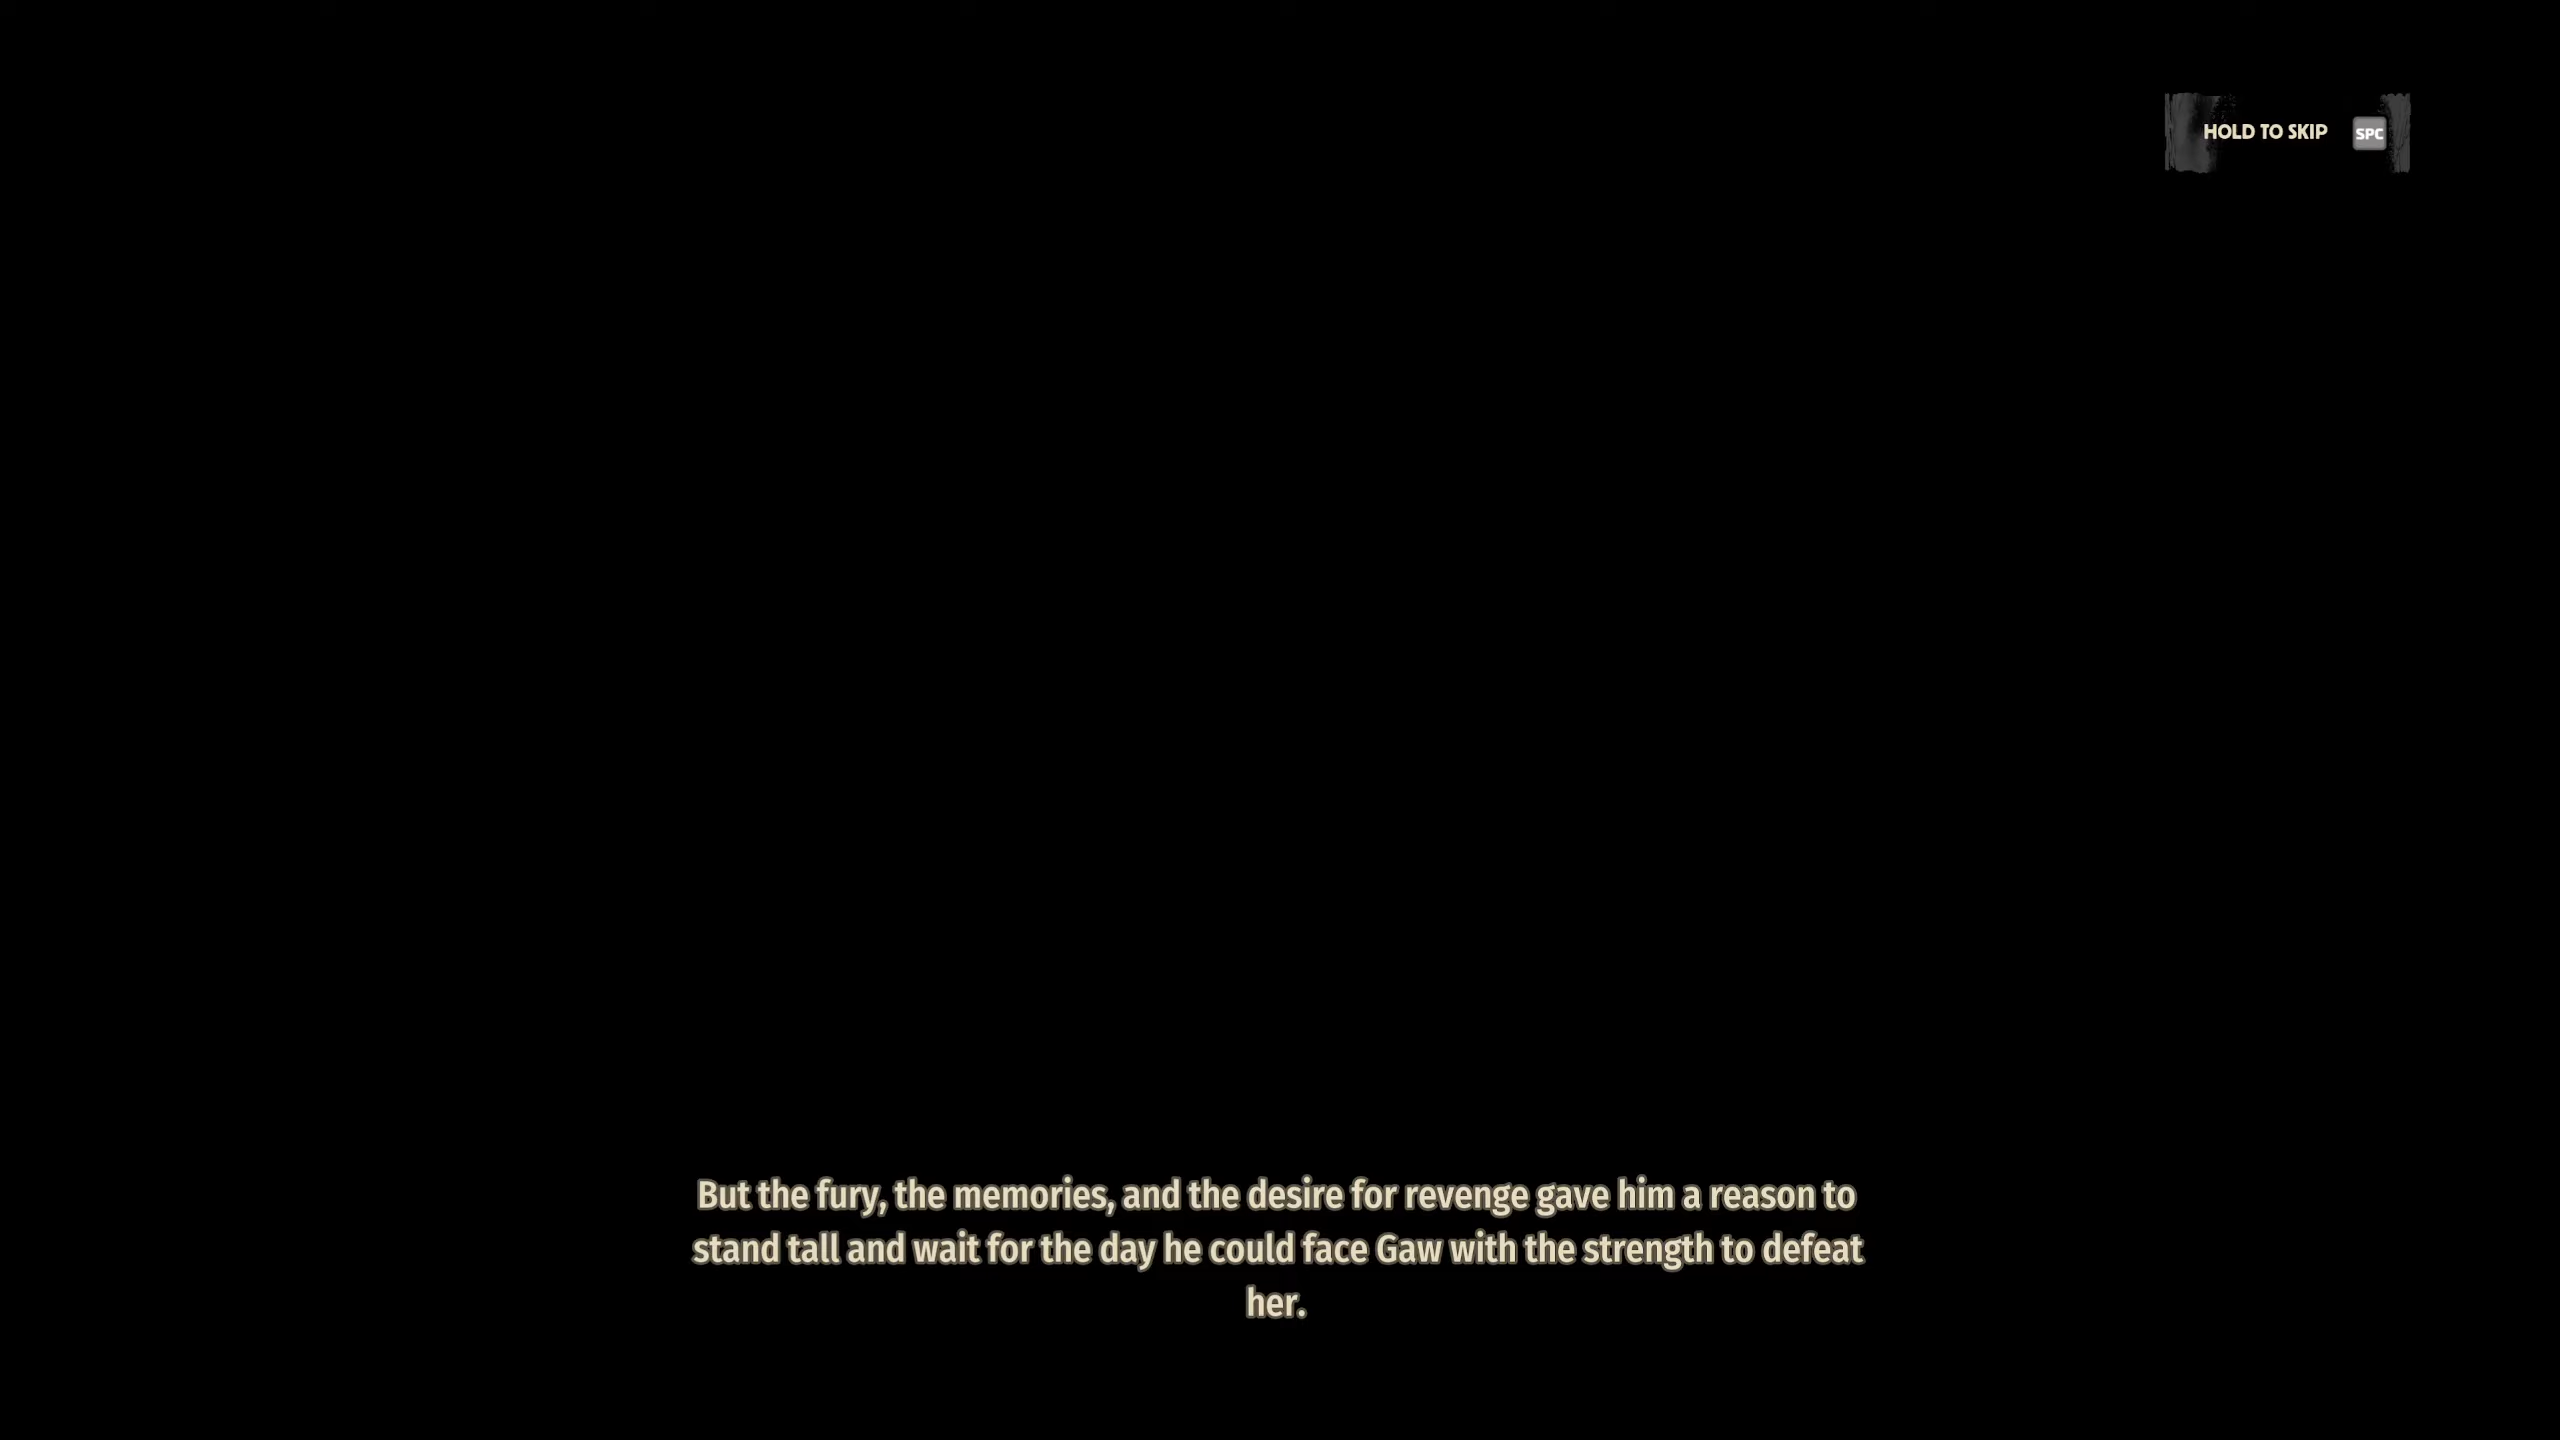 HOLD TO SKIP SPC
But the fury, the memories, and the desire for revenge gave him a reason to
stand tall and wait for the day he could face Gaw with the strength to defeat
her.